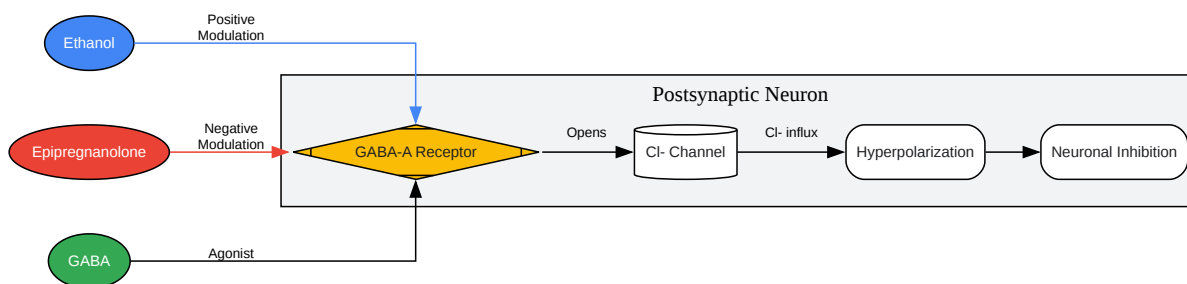 Positive
Modulation
Ethanol
Postsynaptic Neuron
Negative
Modulation
Epipregnanolone
GABA-A Receptor
Opens
Cl- Channel
Cl- influx
Hyperpolarization
Neuronal Inhibition
Agonist
GABA